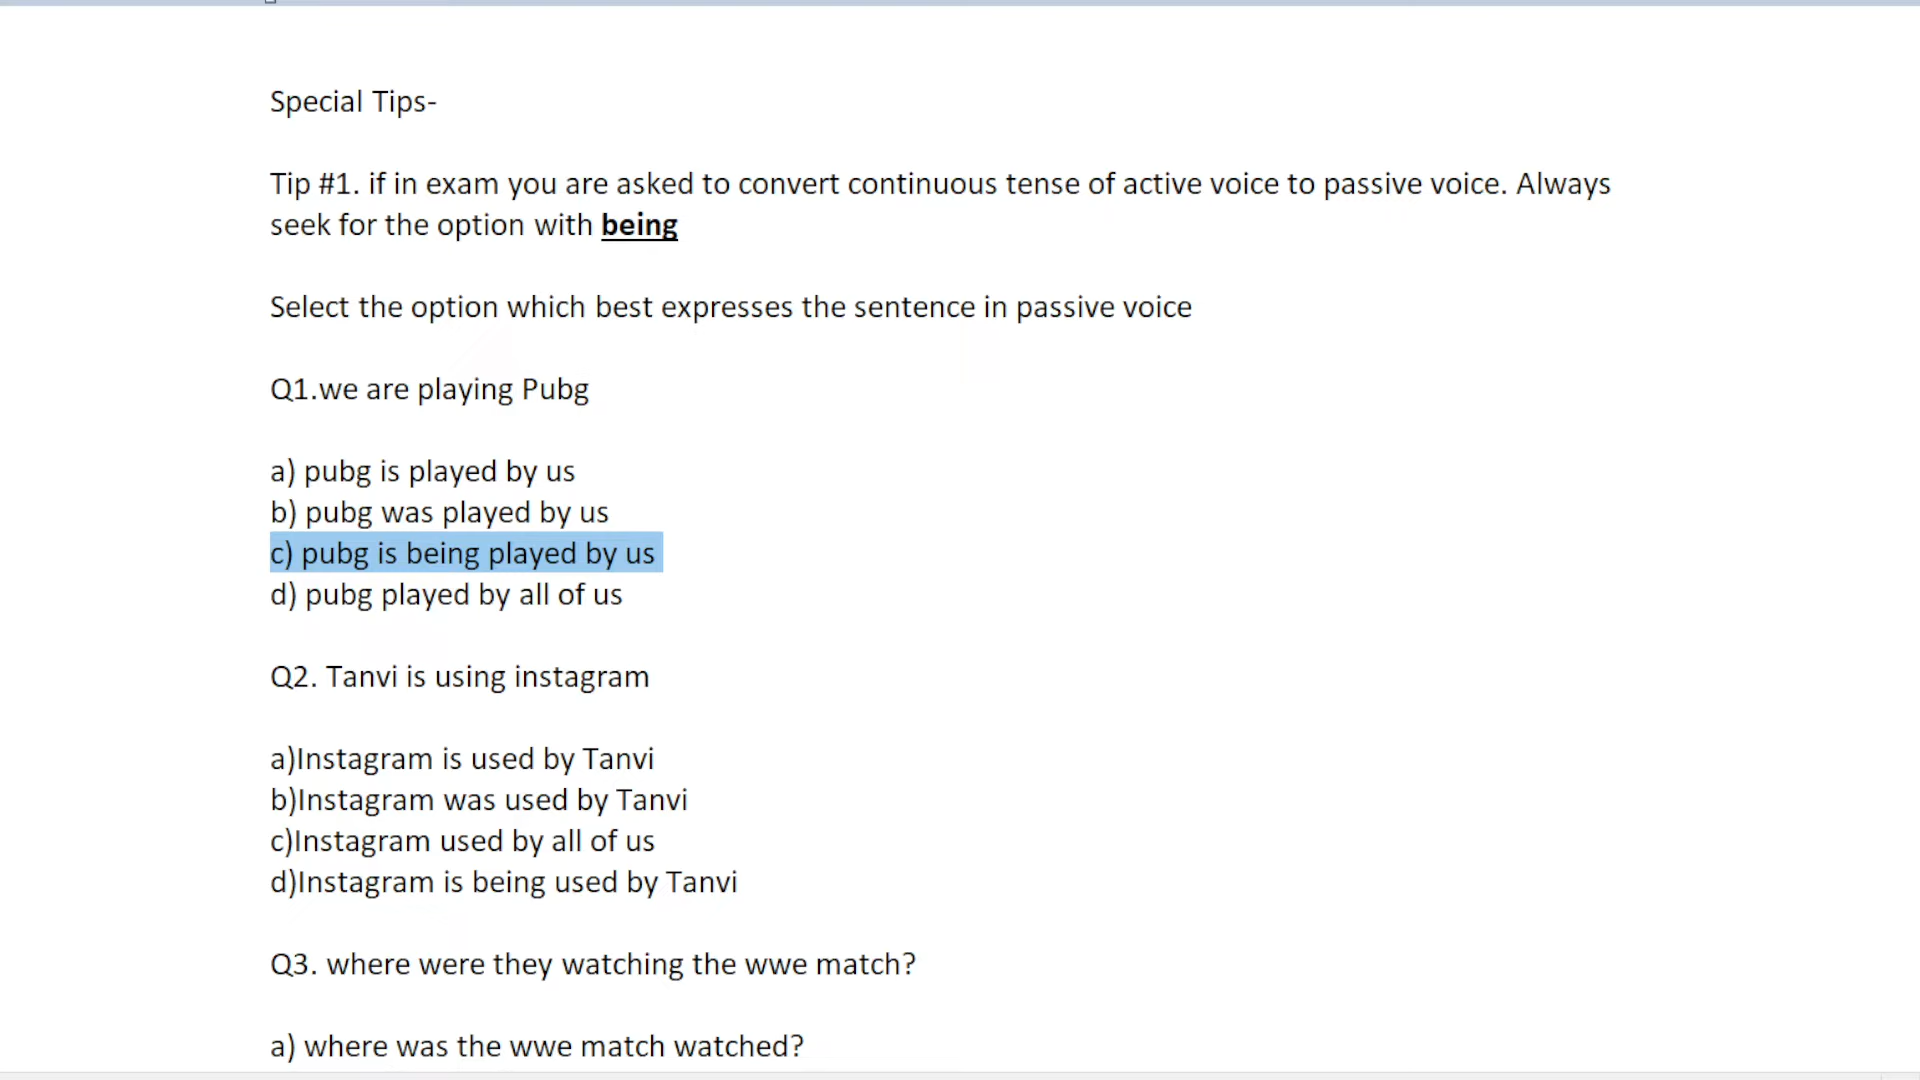 Special Tips-
Tip #1. if in exam you are asked to convert continuous tense of active voice to passive voice. Always
seek for the option with being
Select the option which best expresses the sentence in passive voice
Q1.we are playing Pubg
a) pubg is played by us
b) pubg was played by us
c) pubg is being played by us
d) pubg played by all of us
Q2. Tanvi is using instagram
a)Instagram is used by Tanvi
b)Instagram was used by Tanvi
c)Instagram used by all of us
d)Instagram is being used by Tanvi
Q3. where were they watching the wwe match?
a) where was the wwe match watched?